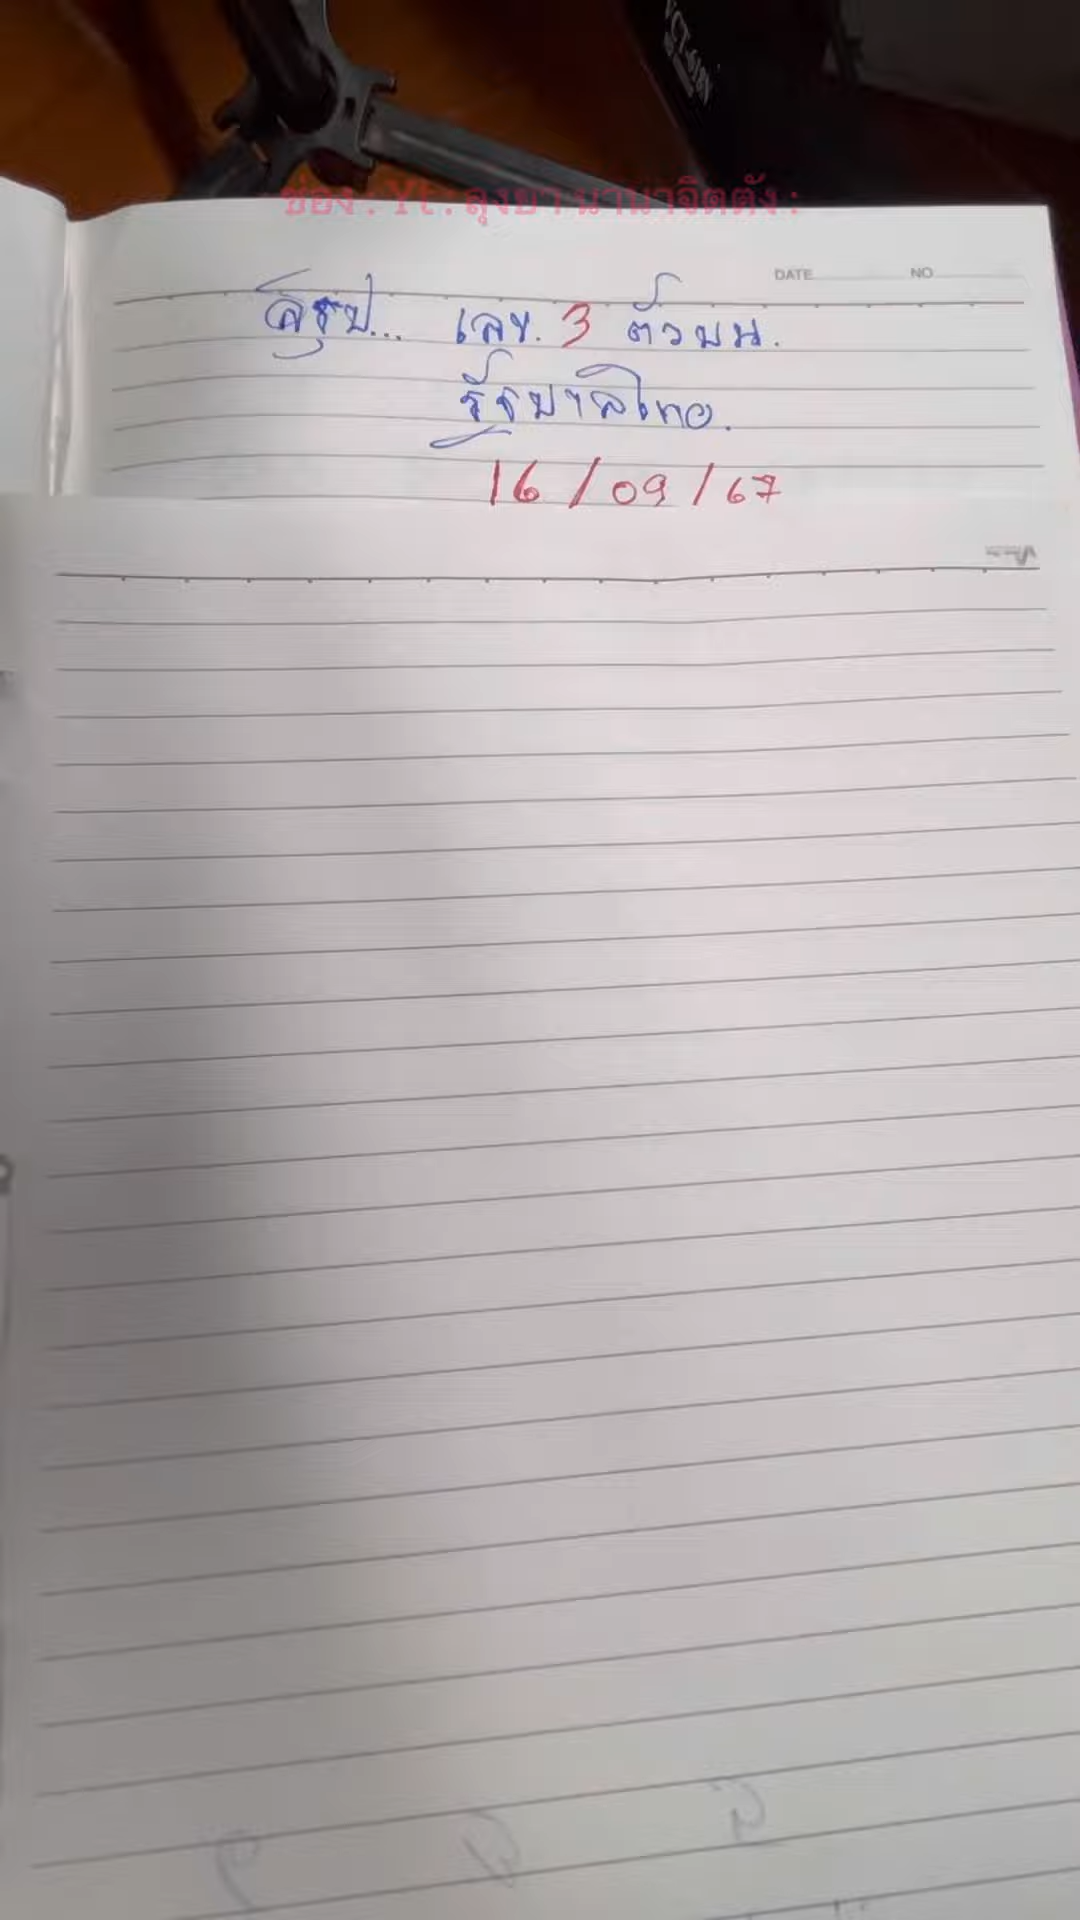 ช่อง : Yt : ลุงยา นานาจิตตัง :
DATE NO
สรุป... เลข. 3 ตัวบน.
รัฐบาลไทย.
16/09/67